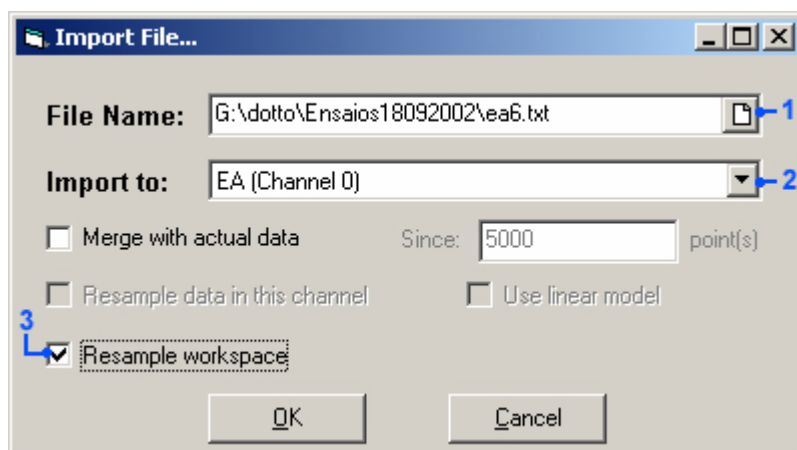 Import File...
File Name: G:\dotto\Ensaios18092002\ea6.txt 1
Import to: EA (Channel 0) 2
Merge with actual data Since: 5000 point(s)
Resample data in this channel Use linear model
3
Resample workspace
OK Cancel